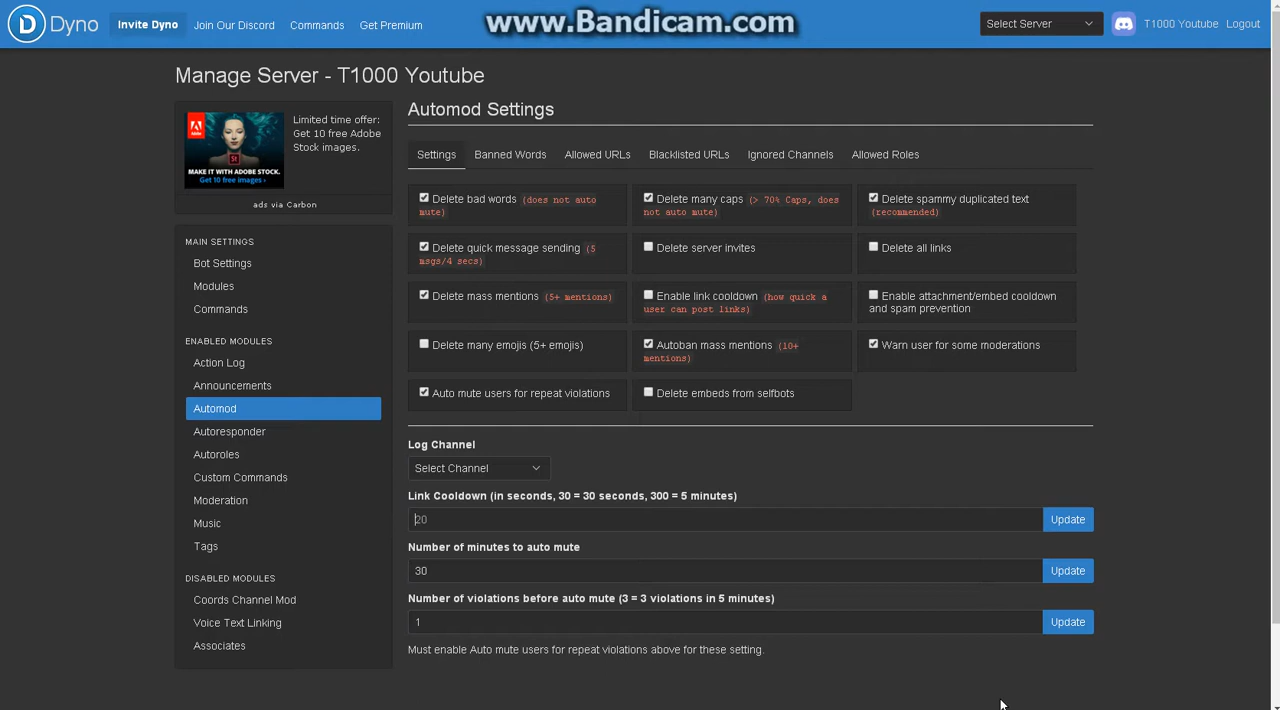 Dyno
Invite Dyno
Join Our Discord
Commands
Get Premium
www.Bandicam.com
Select Server
T1000 Youtube
Logout
Manage Server - T1000 Youtube
Limited time offer:
Get 10 free Adobe
Stock images.
Adobe
St
MAKE IT WITH ADOBE STOCK.
Get 10 free images ›
ads via Carbon
MAIN SETTINGS
Bot Settings
Modules
Commands
ENABLED MODULES
Action Log
Announcements
Automod
Autoresponder
Autoroles
Custom Commands
Moderation
Music
Tags
DISABLED MODULES
Coords Channel Mod
Voice Text Linking
Associates
Automod Settings
Settings
Banned Words
Allowed URLs
Blacklisted URLs
Ignored Channels
Allowed Roles
Delete bad words (does not auto
mute)
Delete many caps (> 70% Caps, does
not auto mute)
Delete spammy duplicated text
(recommended)
Delete quick message sending (5
msgs/4 secs)
Delete server invites
Delete all links
Delete mass mentions (5+ mentions)
Enable link cooldown (how quick a
user can post links)
Enable attachment/embed cooldown
and spam prevention
Delete many emojis (5+ emojis)
Autoban mass mentions (10+
mentions)
Warn user for some moderations
Auto mute users for repeat violations
Delete embeds from selfbots
Log Channel
Select Channel
Link Cooldown (in seconds, 30 = 30 seconds, 300 = 5 minutes)
20
Update
Number of minutes to auto mute
30
Update
Number of violations before auto mute (3 = 3 violations in 5 minutes)
1
Update
Must enable Auto mute users for repeat violations above for these setting.